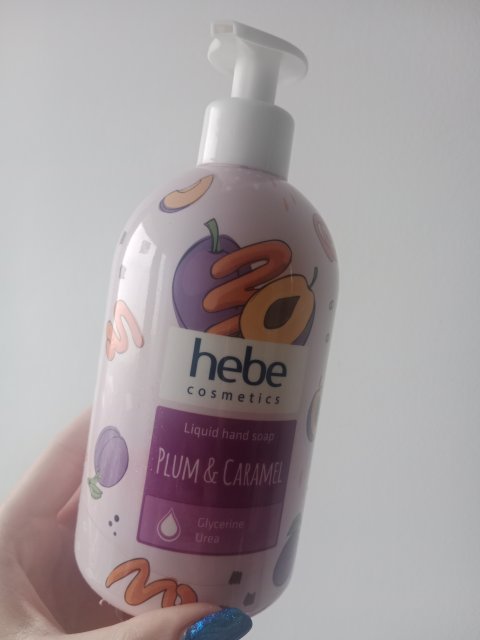 hebe
cosmetics
Liquid hand soap
PLUM & CARAMEL
Glycerine
Urea